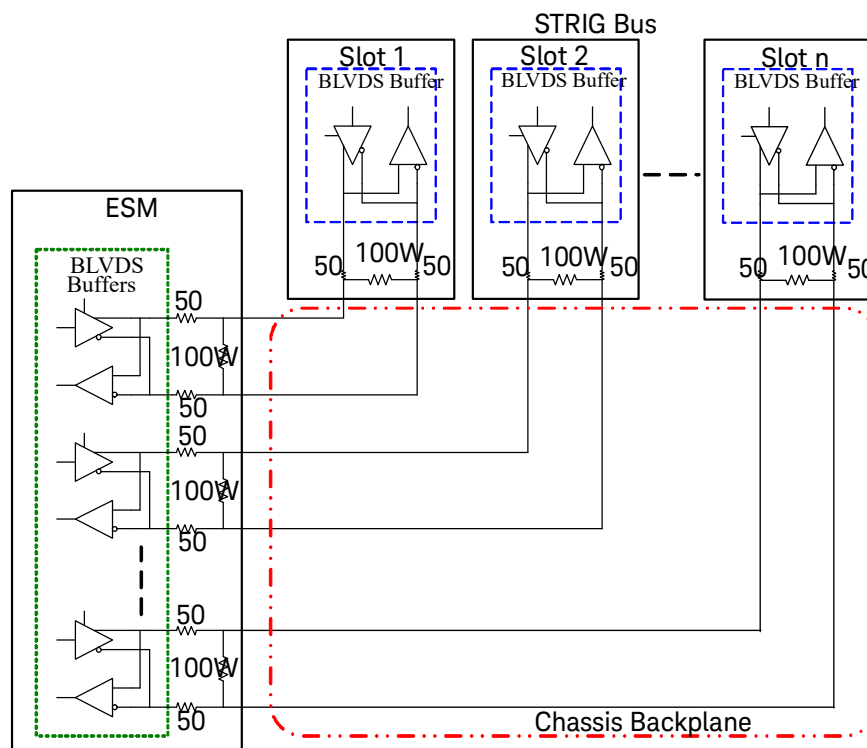 STRIG Bus
Slot 1
BLVDS Buffer
Slot 2
BLVDS Buffer
Slot n
BLVDS Buffer
50
100W
50
50
100W
50
50
100W
50
ESM
BLVDS
Buffers
50
100W
50
50
100W
50
50
100W
50
Chassis Backplane